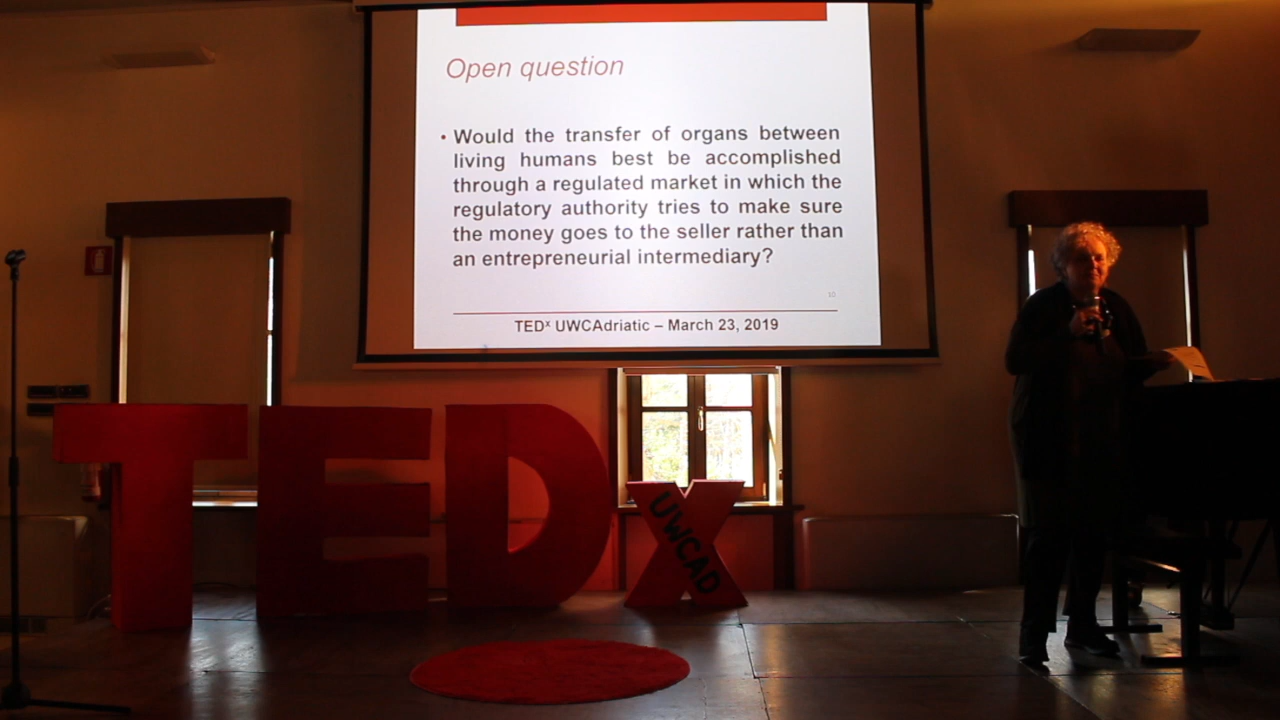 Open question
• Would the transfer of organs between
living humans best be accomplished
through a regulated market in which the
regulatory authority tries to make sure
the money goes to the seller rather than
an entrepreneurial intermediary?
10
TEDx UWCAdriatic – March 23, 2019
TEDx
UWCAD